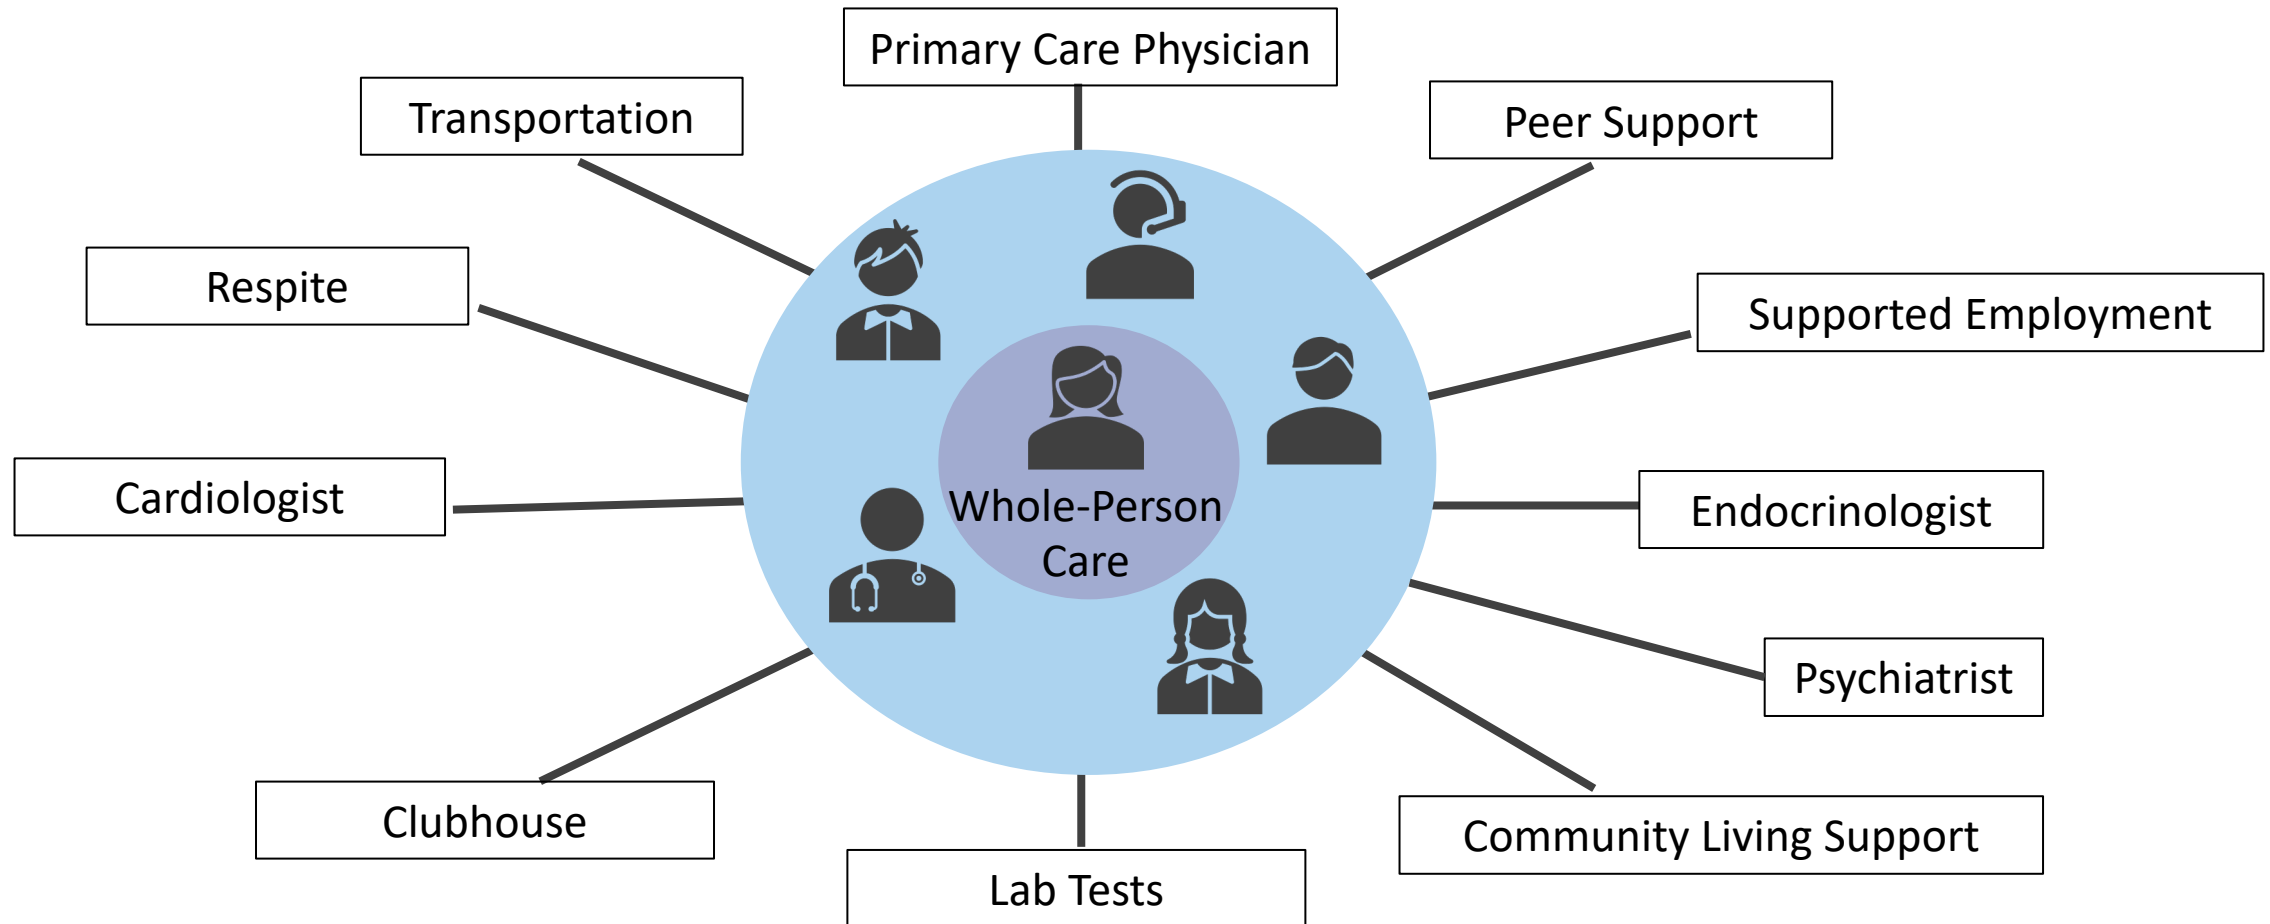 Primary Care Physician
Transportation
Peer Support
Respite
Supported Employment
Cardiologist
Whole-Person
Care
Endocrinologist
Psychiatrist
Clubhouse
Community Living Support
Lab Tests